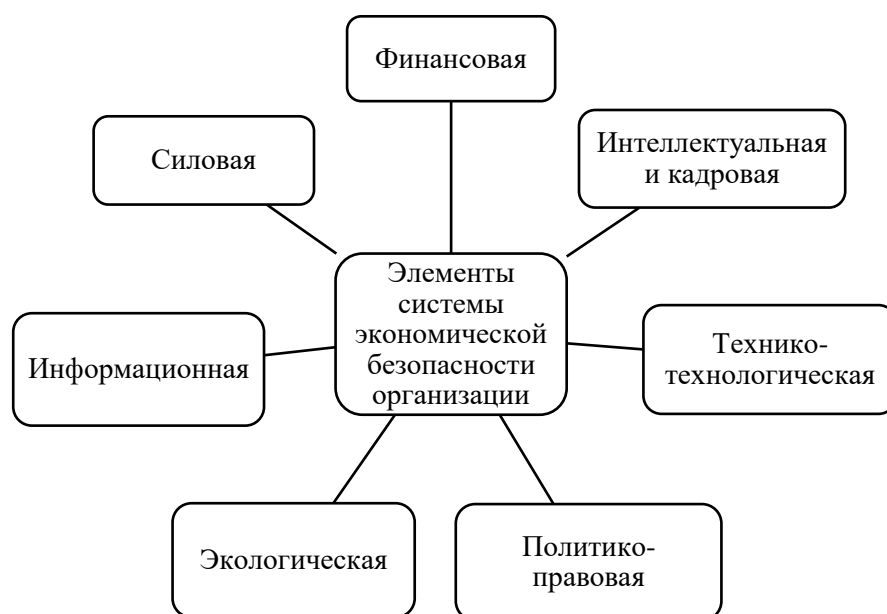 Финансовая
Силовая
Интеллектуальная
и кадровая
Элементы
системы
экономической
безопасности
организации
Информационная
Технико-
технологическая
Экологическая
Политико-
правовая